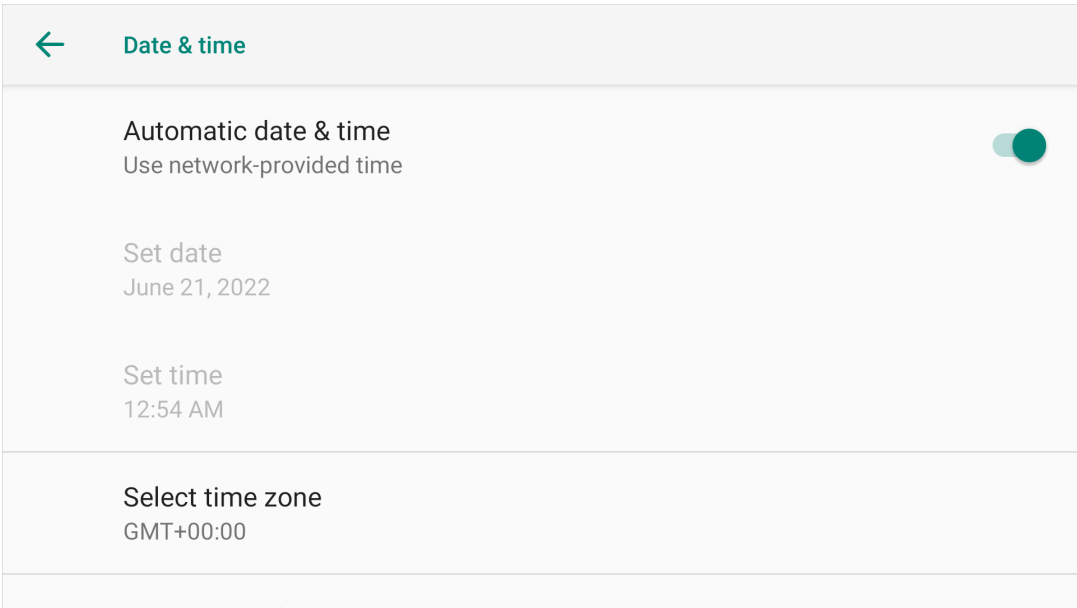 Date & time
Automatic date & time
Use network-provided time
Set date
June 21, 2022
Set time
12:54 AM
Select time zone
GMT+00:00